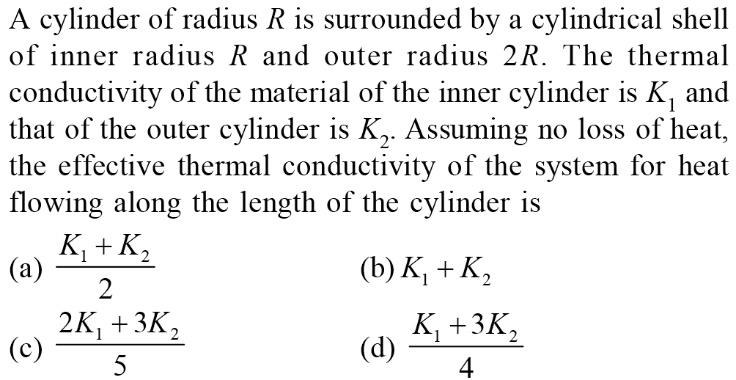 A cylinder of radius R is surrounded by a cylindrical shell
of inner radius R and outer radius 2R. The thermal
conductivity of the material of the inner cylinder is K₁ and
that of the outer cylinder is K₂. Assuming no loss of heat,
the effective thermal conductivity of the system for heat
flowing along the length of the cylinder is
(a) (K₁ + K₂)/2 (b) K₁ + K₂
(c) (2K₁ + 3K₂)/5 (d) (K₁ + 3K₂)/4